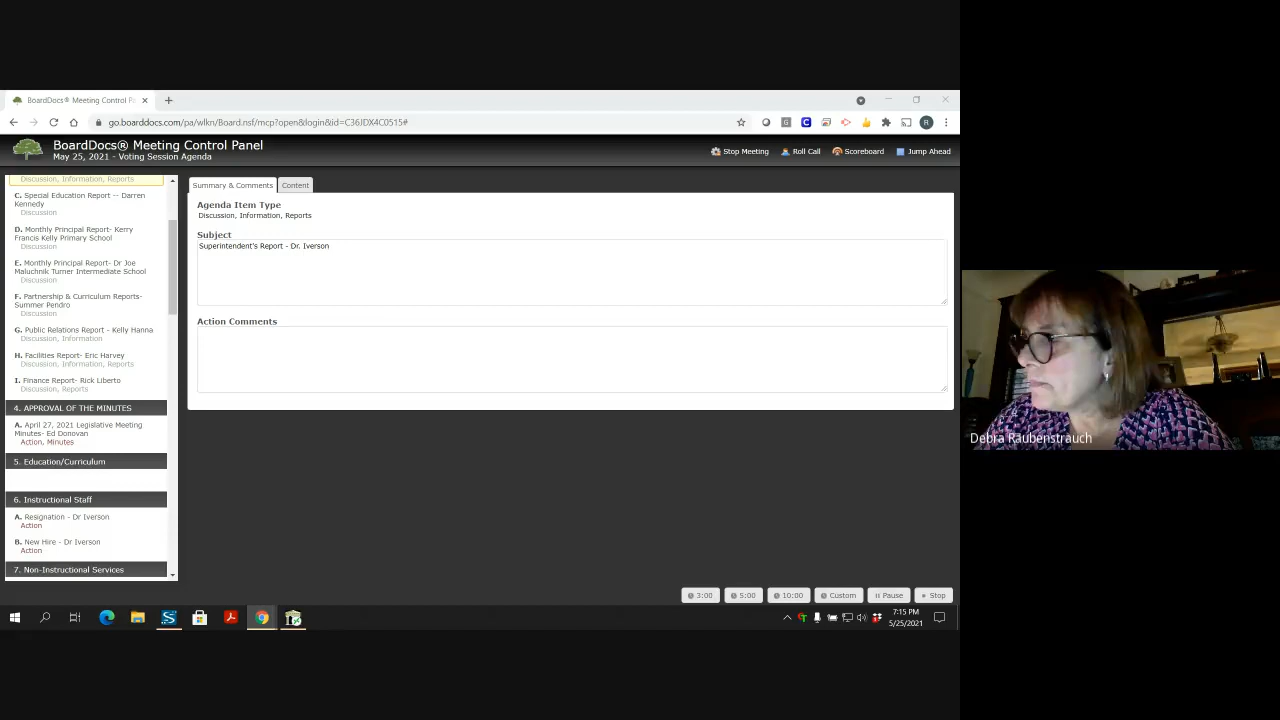 BoardDocs® Meeting Control P
go.boarddocs.com/pa/wlkn/Board.nsf/mcp?open&login&id=C36JDX4C0515#
R
BoardDocs® Meeting Control Panel
May 25, 2021 - Voting Session Agenda
Stop Meeting
Roll Call
Scoreboard
Jump Ahead
Discussion, Information, Reports
C. Special Education Report -- Darren
Kennedy
Discussion
D. Monthly Principal Report- Kerry
Francis Kelly Primary School
Discussion
E. Monthly Principal Report- Dr Joe
Maluchnik Turner Intermediate School
Discussion
F. Partnership & Curriculum Reports-
Summer Pendro
Discussion
G. Public Relations Report - Kelly Hanna
Discussion, Information
H. Facilities Report- Eric Harvey
Discussion, Information, Reports
I. Finance Report- Rick Liberto
Discussion, Reports
4. APPROVAL OF THE MINUTES
A. April 27, 2021 Legislative Meeting
Minutes- Ed Donovan
Action, Minutes
5. Education/Curriculum
6. Instructional Staff
A. Resignation - Dr Iverson
Action
B. New Hire - Dr Iverson
Action
7. Non-Instructional Services
Summary & Comments
Content
Agenda Item Type
Discussion, Information, Reports
Subject
Superintendent's Report - Dr. Iverson
Action Comments
3:00
5:00
10:00
Custom
Pause
Stop
7:15 PM
5/25/2021
Debra Raubenstrauch